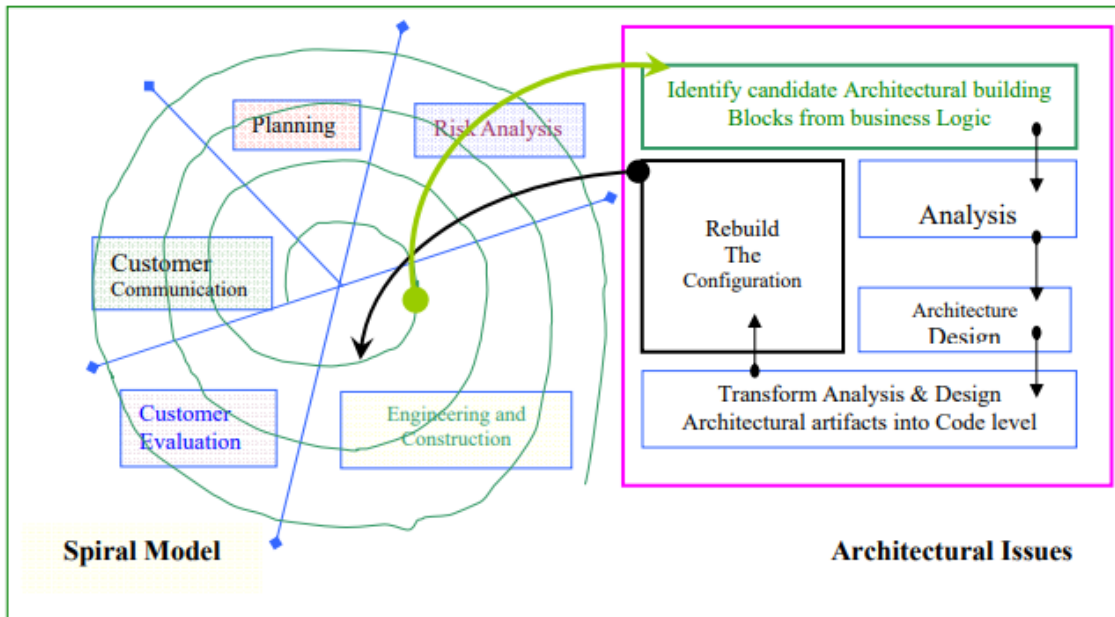 Planning
Risk Analysis
Customer
Communication
Customer
Evaluation
Engineering and
Construction
Spiral Model
Identify candidate Architectural building
Blocks from business Logic
Analysis
Architecture
Design
Transform Analysis & Design
Architectural artifacts into Code level
Rebuild
The
Configuration
Architectural Issues